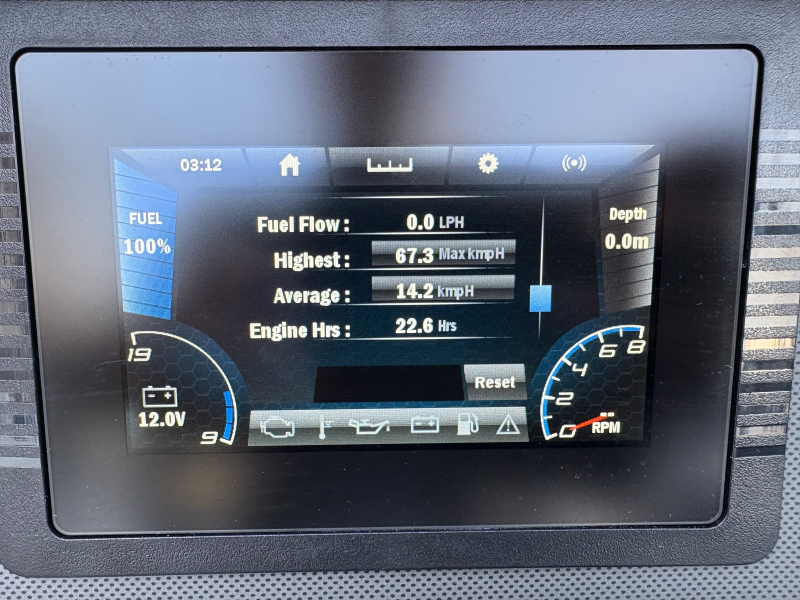 03:12
FUEL
100%
Depth
0.0m
Fuel Flow : 0.0 LPH
Highest : 67.3 Max kmpH
Average : 14.2 kmpH
Engine Hrs : 22.6 Hrs
Reset
19
12.0V
9
8
6
4
2
0
--
RPM